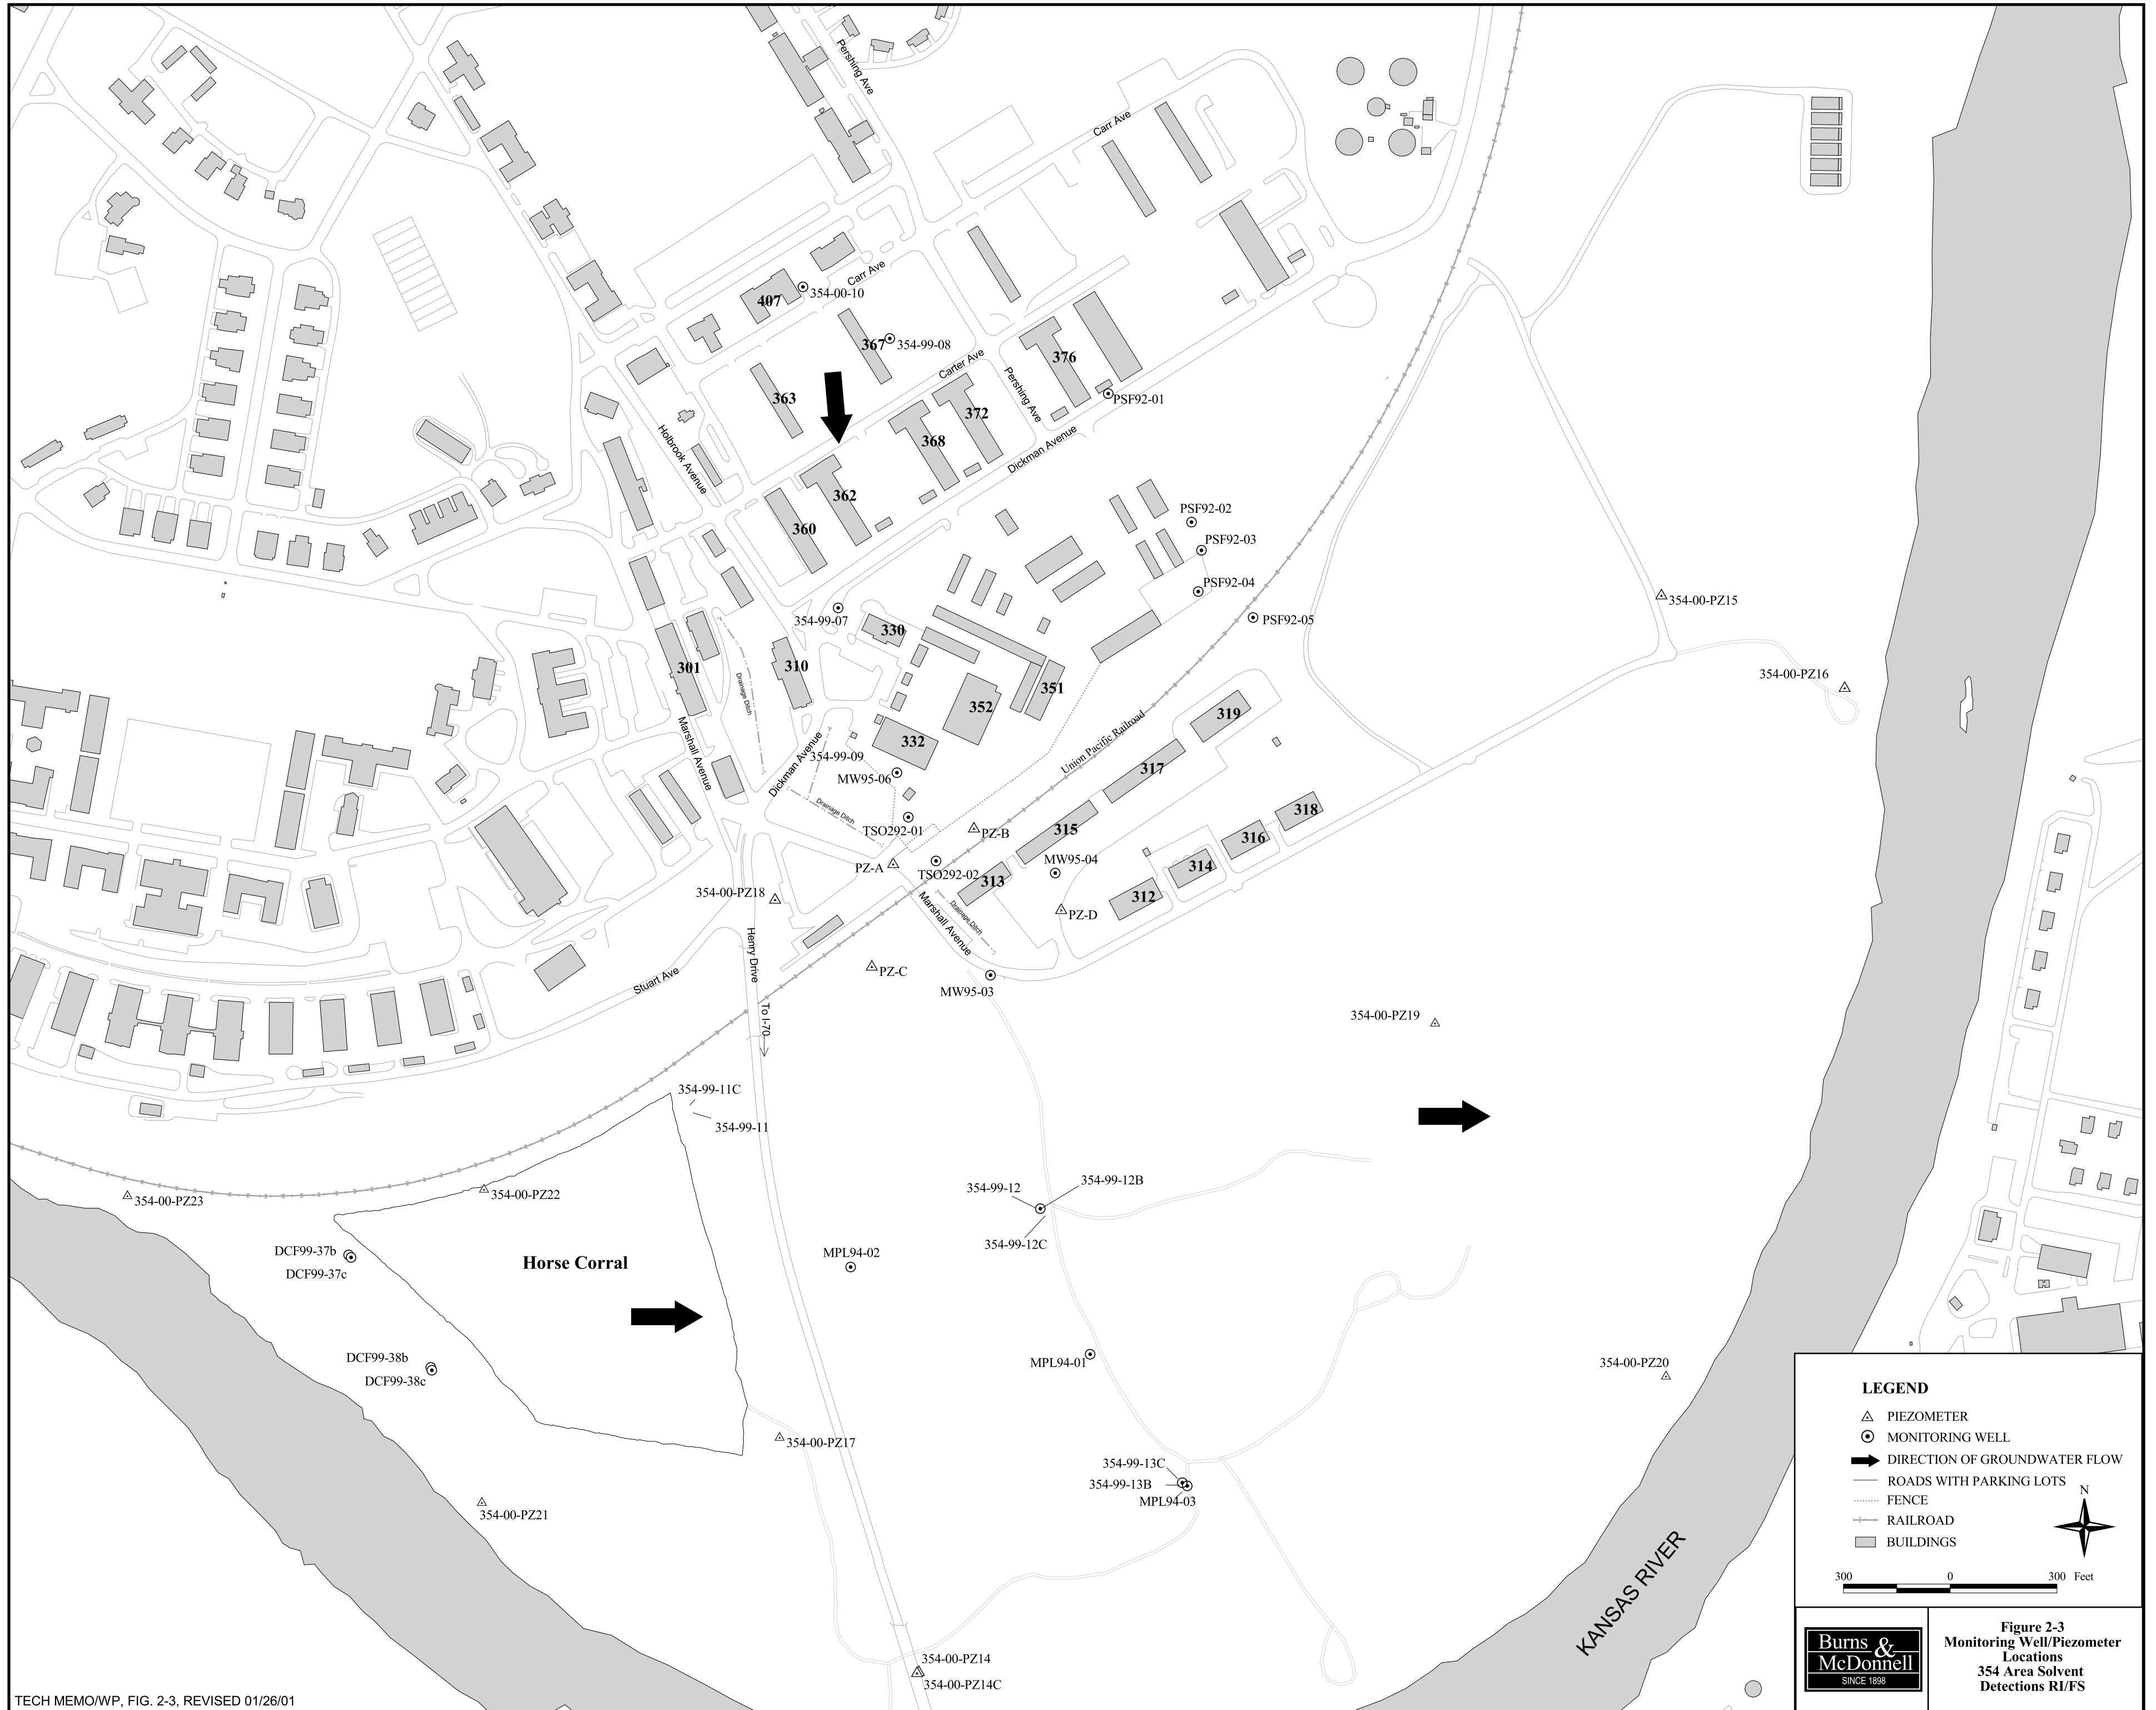 Pershing Ave
Carr Ave
Carr Ave
407
354-00-10
367
354-99-08
Carter Ave
376
363
372
Pershing Ave
PSF92-01
368
Holbrook Avenue
Dickman Avenue
362
360
PSF92-02
PSF92-03
PSF92-04
354-00-PZ15
354-99-07
PSF92-05
330
301
310
354-00-PZ16
351
Drainage Ditch
352
319
Marshall Avenue
332
Union Pacific Railroad
354-99-09
Dickman Avenue
MW95-06
317
Drainage Ditch
318
TSO292-01
PZ-B
315
316
MW95-04
PZ-A
TSO292-02
313
314
354-00-PZ18
312
Marshall Avenue
Drainage Ditch
PZ-D
Henry Drive
Stuart Ave
PZ-C
MW95-03
To I-70
354-00-PZ19
354-99-11C
354-99-11
354-99-12B
354-99-12
354-00-PZ23
354-00-PZ22
354-99-12C
DCF99-37b
MPL94-02
Horse Corral
DCF99-37c
DCF99-38b
MPL94-01
354-00-PZ20
DCF99-38c
354-00-PZ17
354-99-13C
354-99-13B
MPL94-03
354-00-PZ21
KANSAS RIVER
354-00-PZ14
354-00-PZ14C
LEGEND
PIEZOMETER
MONITORING WELL
DIRECTION OF GROUNDWATER FLOW
ROADS WITH PARKING LOTS
N
FENCE
RAILROAD
BUILDINGS
300 0 300 Feet
Burns &
McDonnell
SINCE 1898
Figure 2-3
Monitoring Well/Piezometer
Locations
354 Area Solvent
Detections RI/FS
TECH MEMO/WP, FIG. 2-3, REVISED 01/26/01